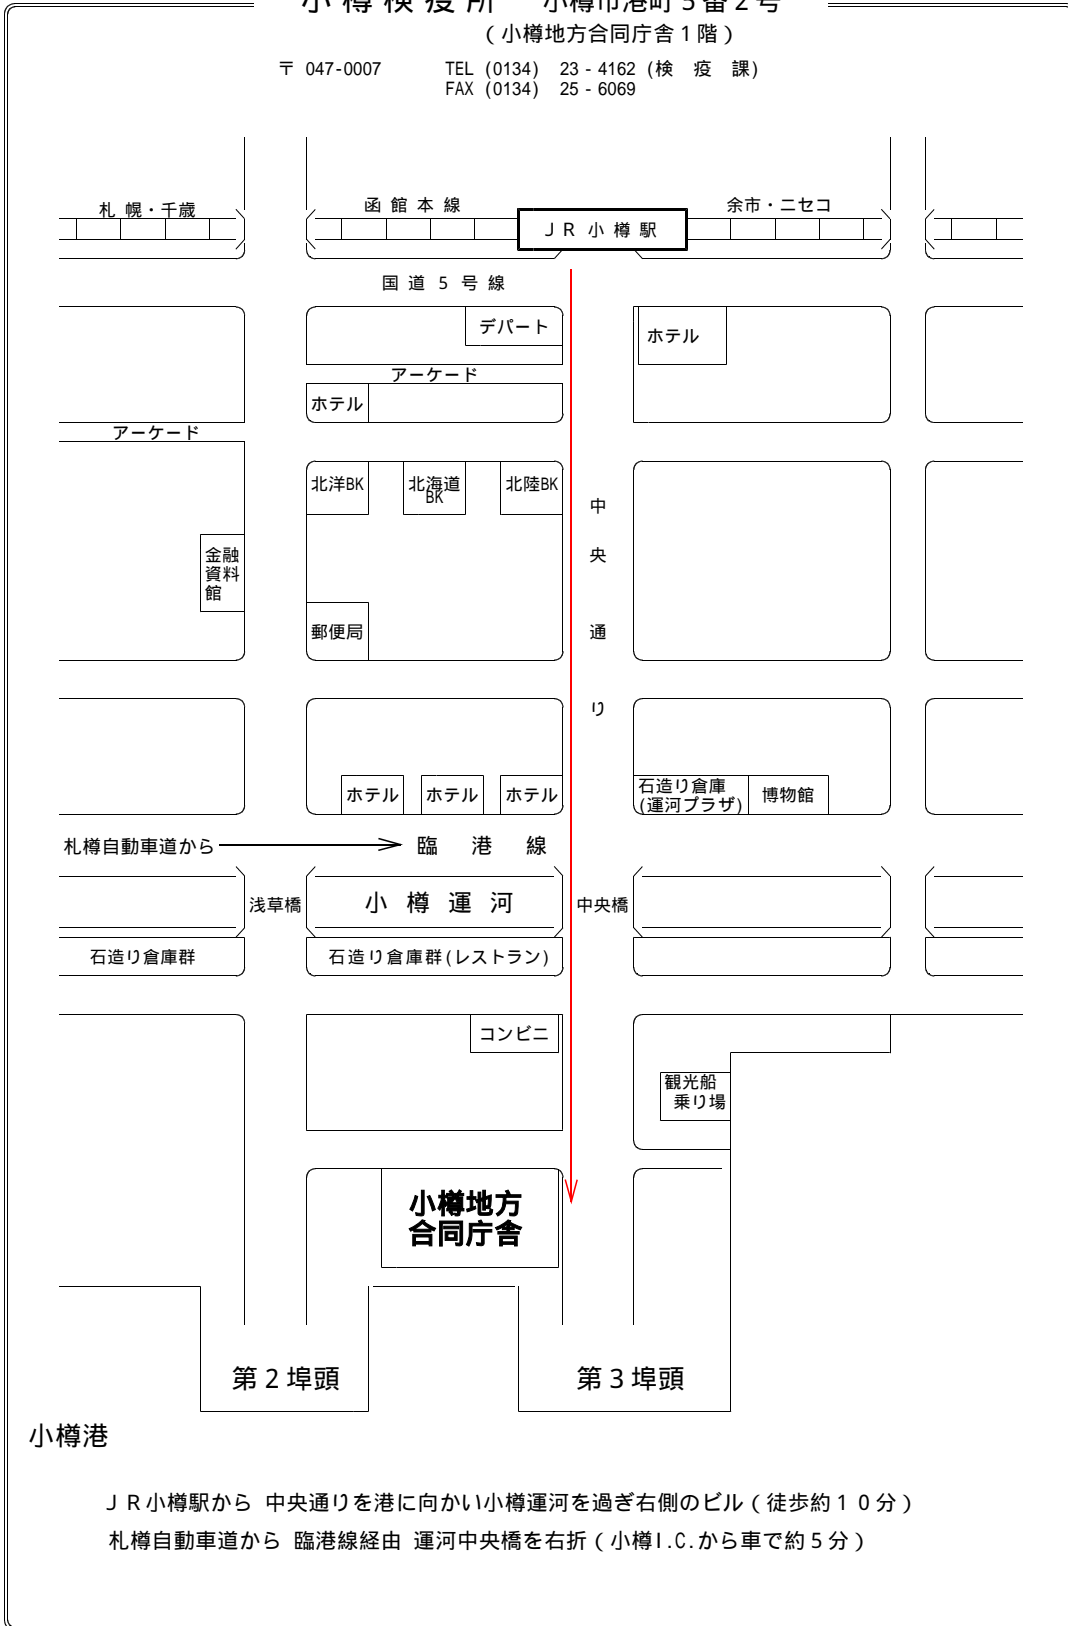 小樽検疫所　小樽市港町５番２号
（小樽地方合同庁舎１階）
〒 047-0007　TEL (0134) 23-4162 (検 疫 課)
FAX (0134) 25-6069
札 幌・千歳
函 館 本 線
余市・ニセコ
ＪＲ小樽駅
国 道 ５ 号 線
デパート
ホテル
アーケード
ホテル
アーケード
北洋BK
北海道
BK
北陸BK
中央通り
金融
資料
館
郵便局
ホテル
ホテル
ホテル
石造り倉庫
(運河プラザ)
博物館
札樽自動車道から
臨 港 線
浅草橋
小 樽 運 河
中央橋
石造り倉庫群
石造り倉庫群(レストラン)
コンビニ
観光船
乗り場
小樽地方
合同庁舎
第２埠頭
第３埠頭
小樽港
ＪＲ小樽駅から 中央通りを港に向かい小樽運河を過ぎ右側のビル（徒歩約１０分）
札樽自動車道から 臨港線経由 運河中央橋を右折（小樽I.C.から車で約５分）